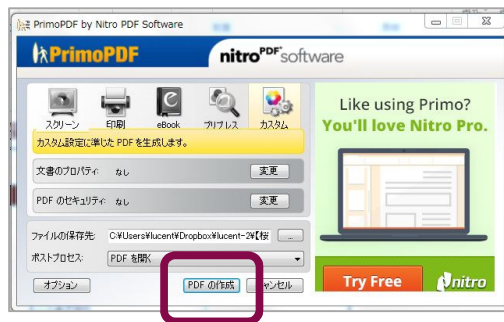 PrimoPDF by Nitro PDF Software
PrimoPDF
nitro PDF software
スクリーン 印刷 eBook プリプレス カスタム
カスタム設定に準じた PDF を生成します。
文書のプロパティ: なし 変更
PDF のセキュリティ: なし 変更
ファイルの保存先: C:¥Users¥lucent¥Dropbox¥lucent-2¥【桜 ...
ポストプロセス: PDF を開く
オプション PDF の作成 キャンセル
Like using Primo?
You'll love Nitro Pro.
Try Free nitro